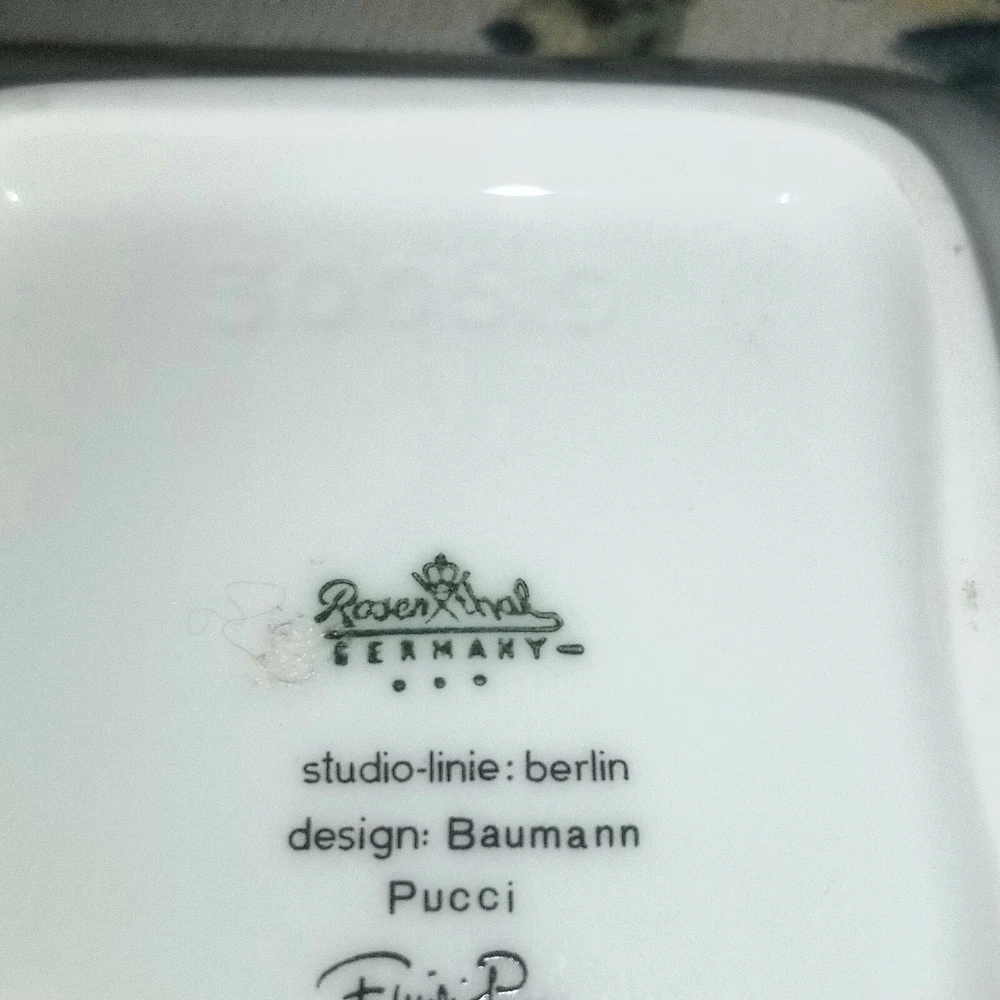 Rosenthal
GERMANY
studio-linie: berlin
design: Baumann
Pucci